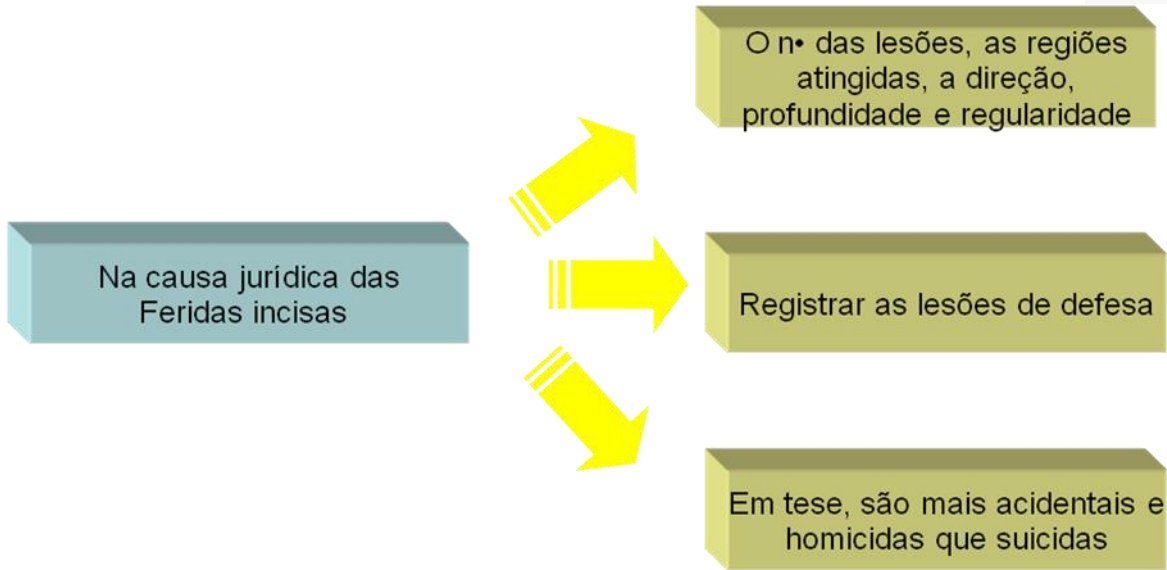 O n• das lesões, as regiões
atingidas, a direção,
profundidade e regularidade
Na causa jurídica das
Feridas incisas
Registrar as lesões de defesa
Em tese, são mais acidentais e
homicidas que suicidas